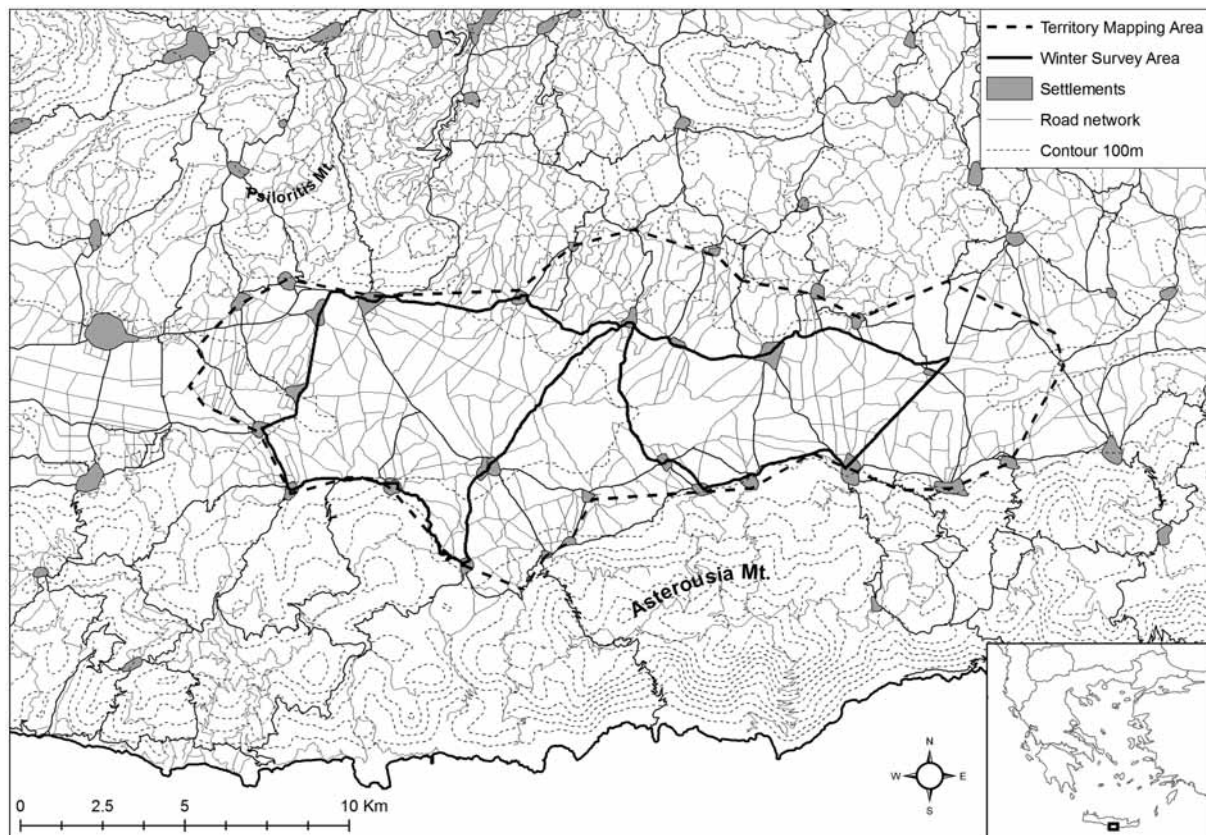 Territory Mapping Area
Winter Survey Area
Settlements
Road network
Contour 100m
Psiloritis Mt.
Asterousia Mt.
N
W E
S
0 2.5 5 10 Km